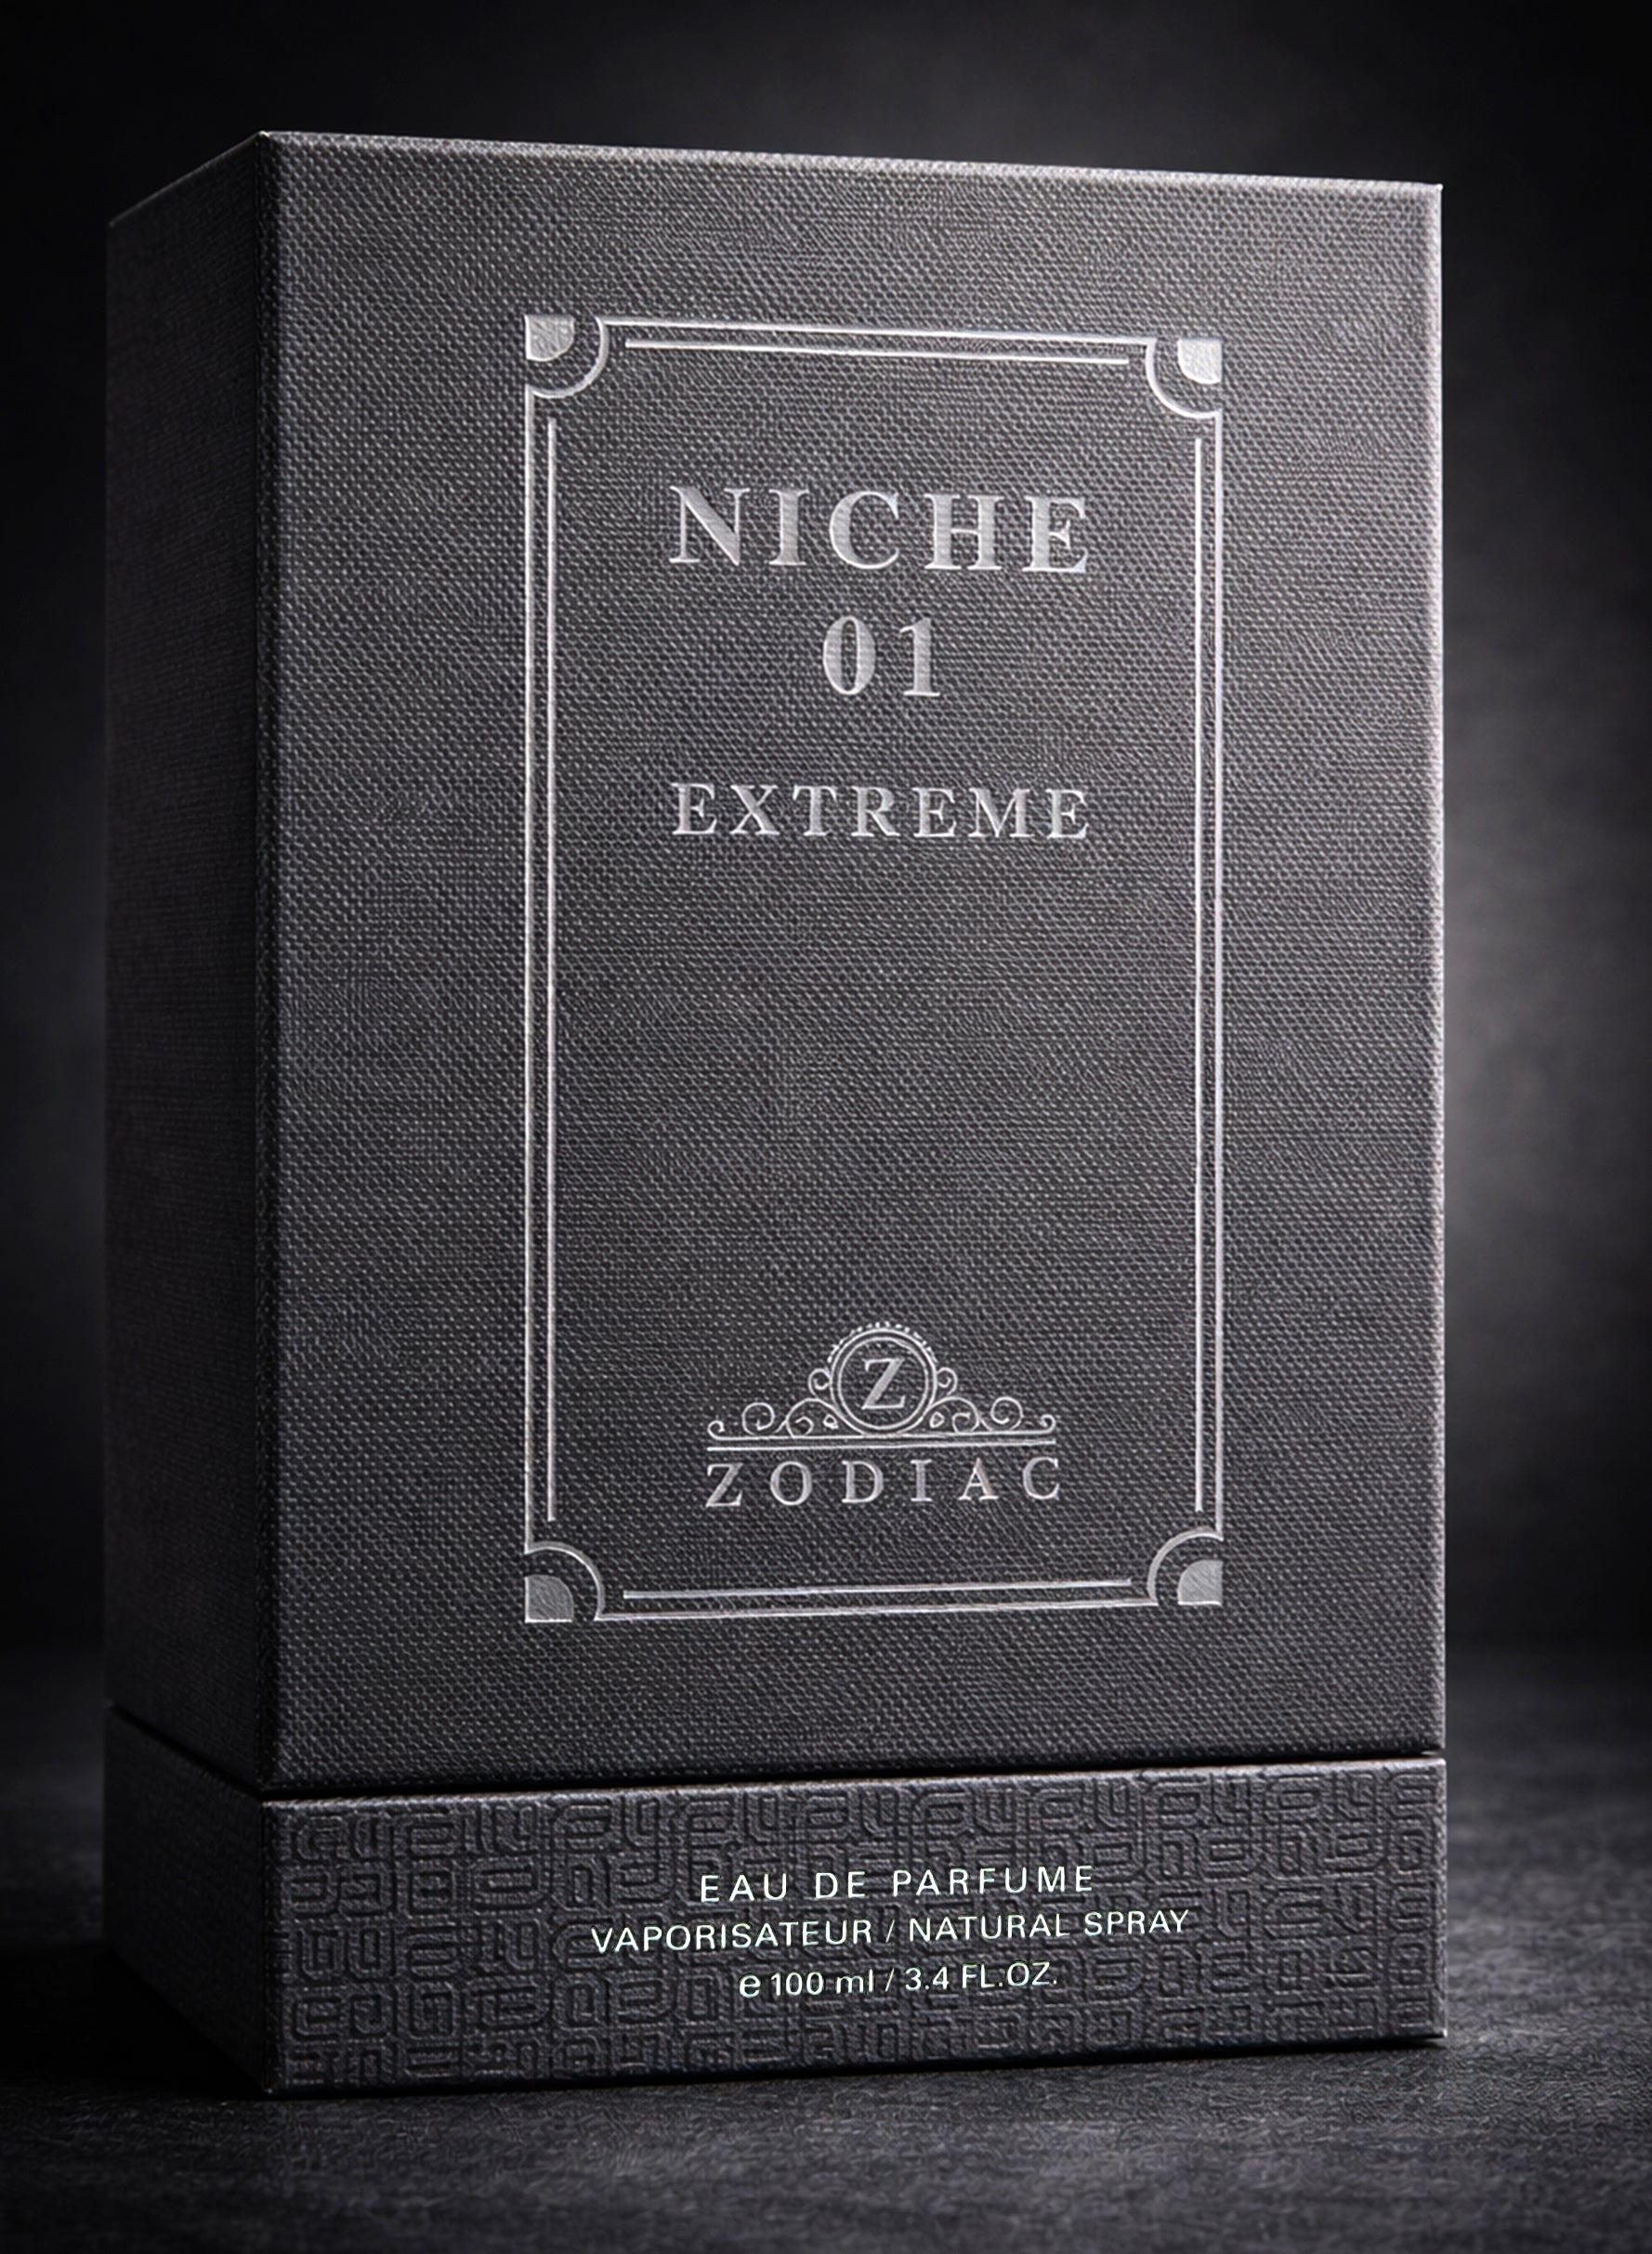 NICHE
01
EXTREME
Z
ZODIAC
EAU DE PARFUME
VAPORISATEUR / NATURAL SPRAY
e 100 ml / 3.4 FL.OZ.